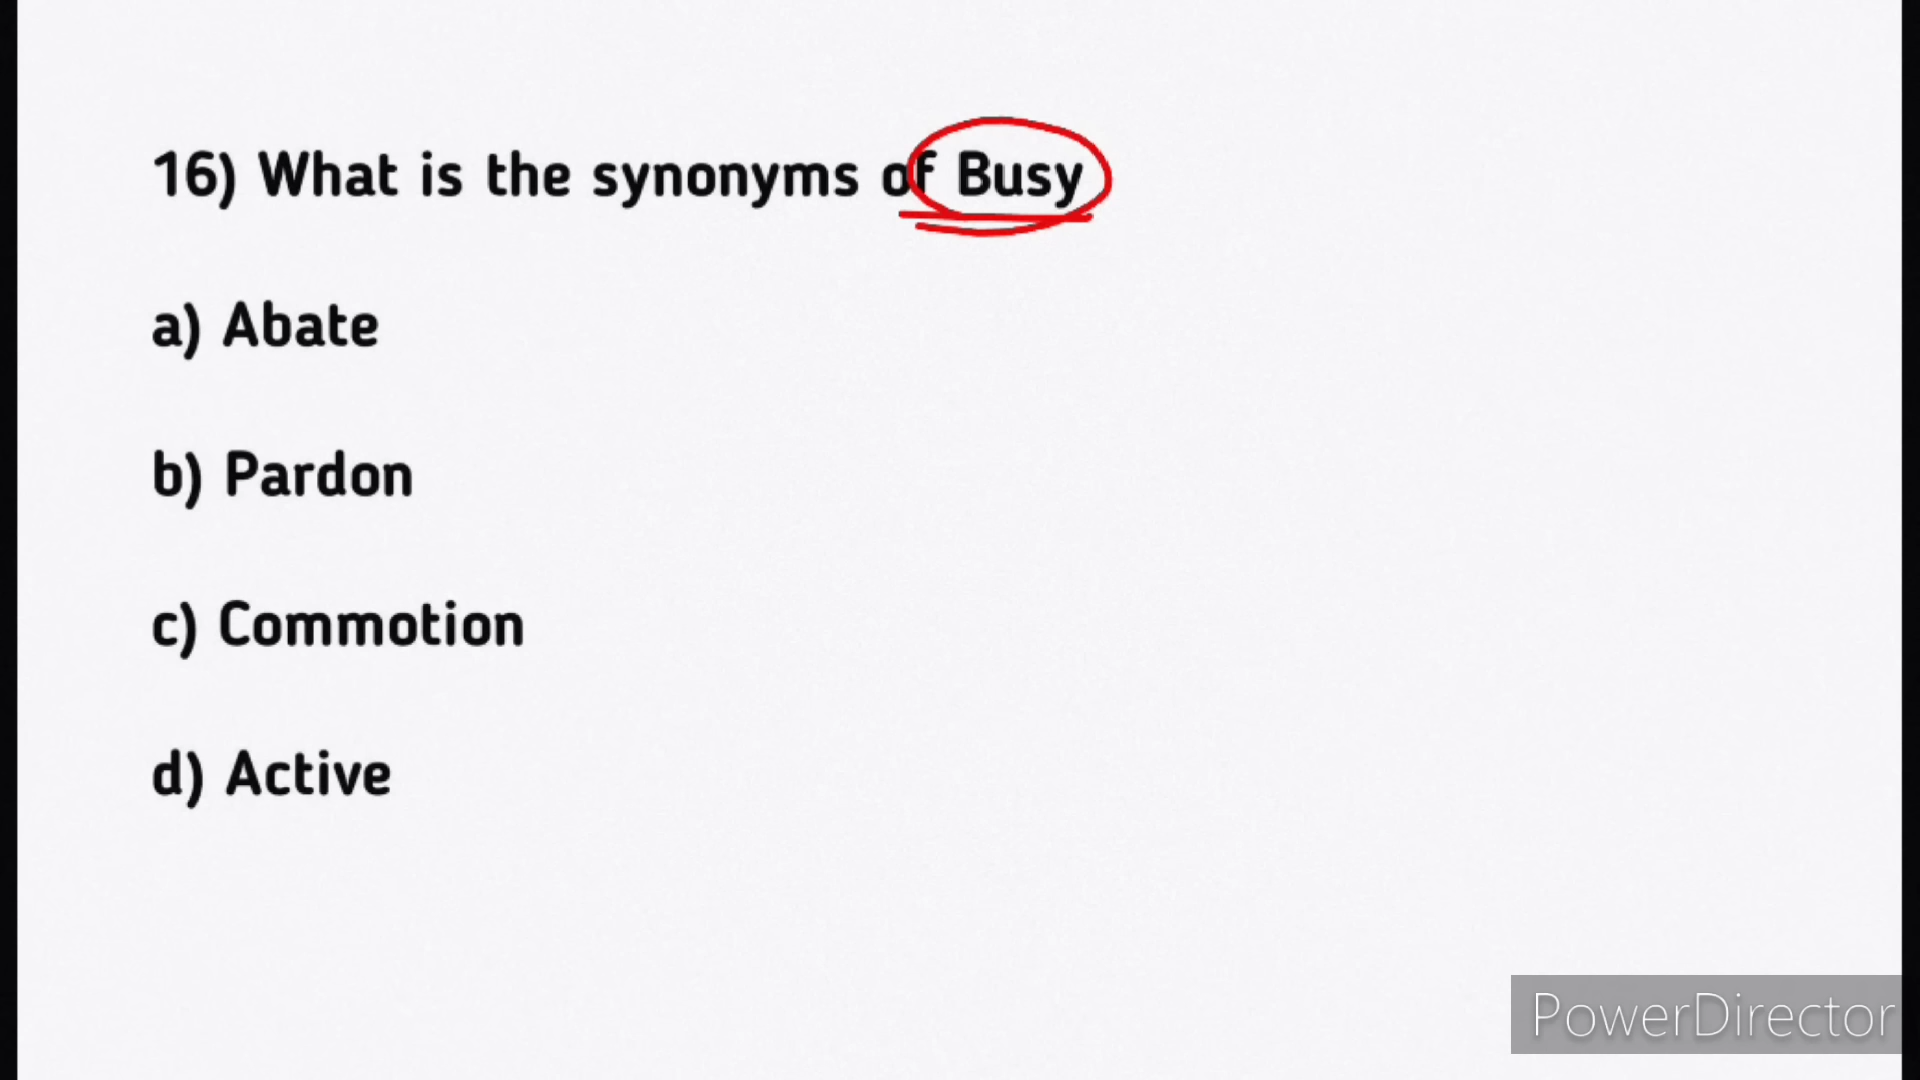 16) What is the synonyms of Busy
a) Abate
b) Pardon
c) Commotion
d) Active
PowerDirector